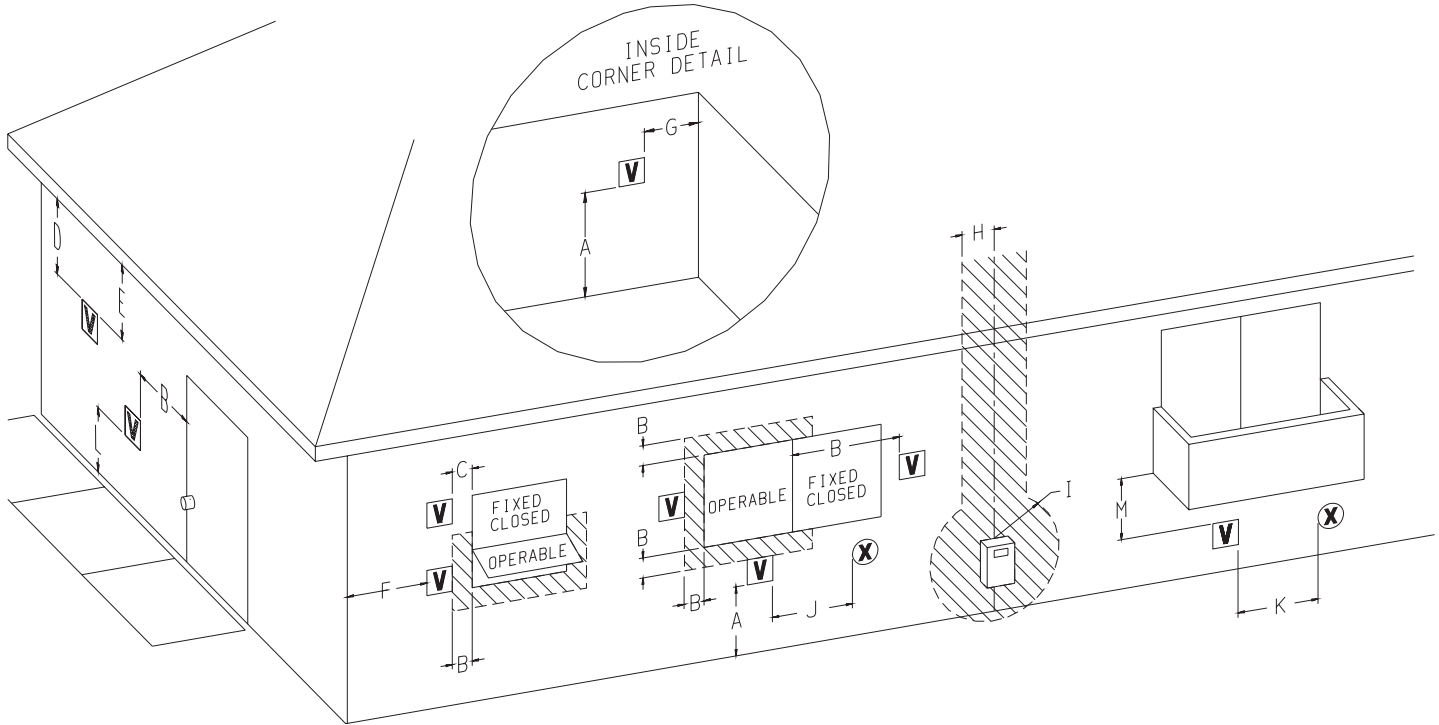 INSIDE
CORNER DETAIL
G
V
A
H
D
E
V
B
V
L
C
V
FIXED
CLOSED
OPERABLE
V
F
B
B
B
V
OPERABLE
FIXED
CLOSED
V
B
B
V
X
A
J
I
M
V
X
K